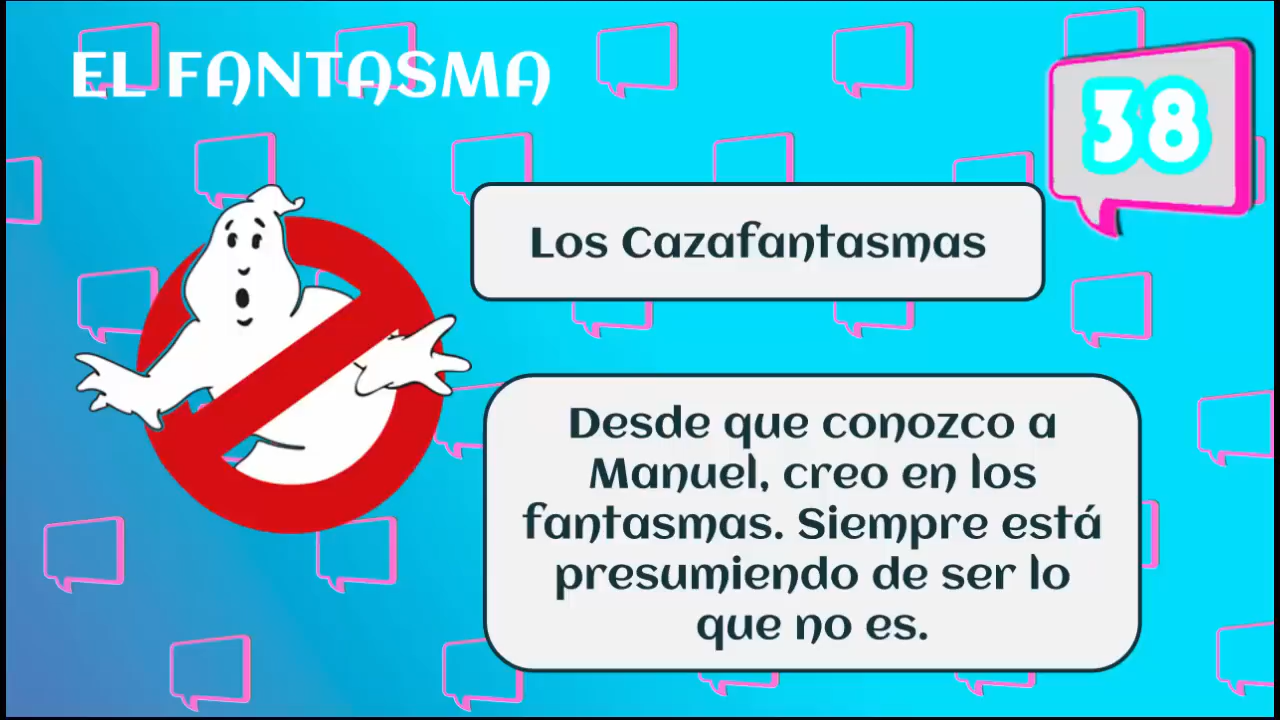 EL FANTASMA
38
Los Cazafantasmas
Desde que conozco a
Manuel, creo en los
fantasmas. Siempre está
presumiendo de ser lo
que no es.